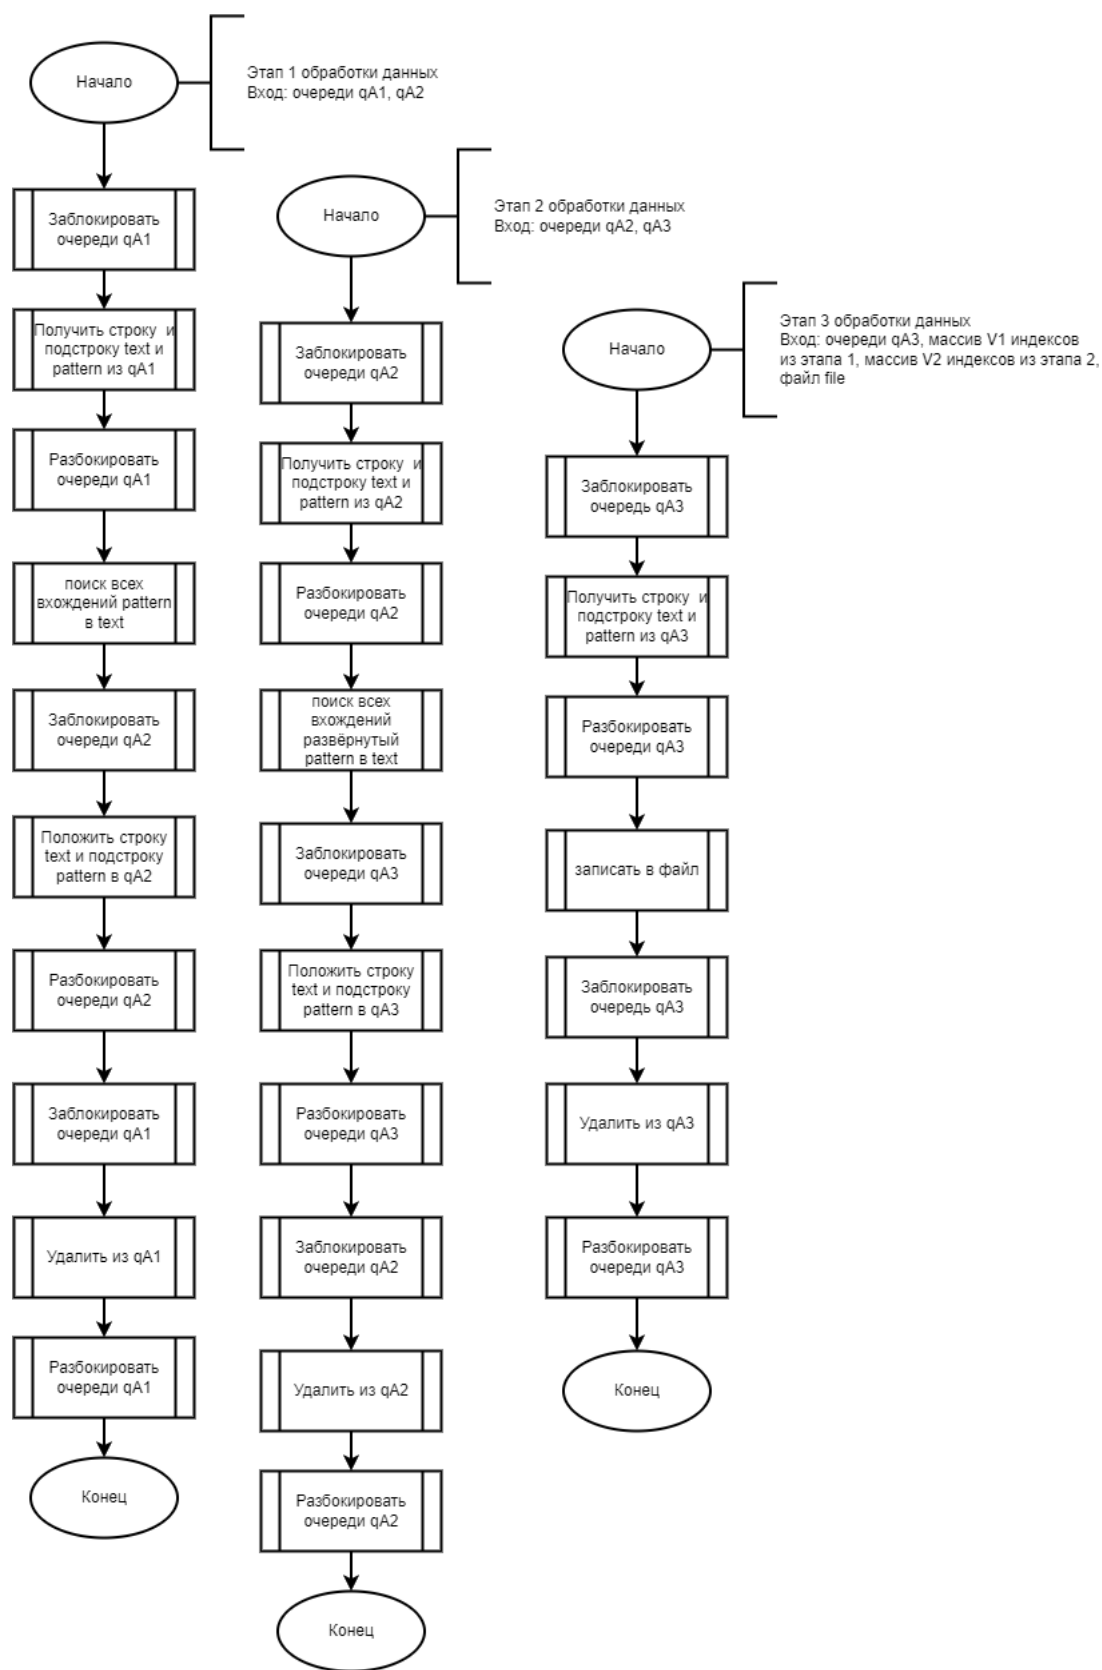 Начало
Этап 1 обработки данных
Вход: очереди qA1, qA2
Заблокировать
очереди qA1
Получить строку и
подстроку text и
pattern из qA1
Разбокировать
очереди qA1
поиск всех
вхождений pattern
в text
Заблокировать
очереди qA2
Положить строку
text и подстроку
pattern в qA2
Разбокировать
очереди qA2
Заблокировать
очереди qA1
Удалить из qA1
Разбокировать
очереди qA1
Конец
Начало
Этап 2 обработки данных
Вход: очереди qA2, qA3
Заблокировать
очереди qA2
Получить строку и
подстроку text и
pattern из qA2
Разбокировать
очереди qA2
поиск всех
вхождений
развёрнутый
pattern в text
Заблокировать
очереди qA3
Положить строку
text и подстроку
pattern в qA3
Разбокировать
очереди qA3
Заблокировать
очереди qA2
Удалить из qA2
Разбокировать
очереди qA2
Конец
Начало
Этап 3 обработки данных
Вход: очереди qA3, массив V1 индексов
из этапа 1, массив V2 индексов из этапа 2,
файл file
Заблокировать
очередь qA3
Получить строку и
подстроку text и
pattern из qA3
Разбокировать
очереди qA3
записать в файл
Заблокировать
очередь qA3
Удалить из qA3
Разбокировать
очереди qA3
Конец